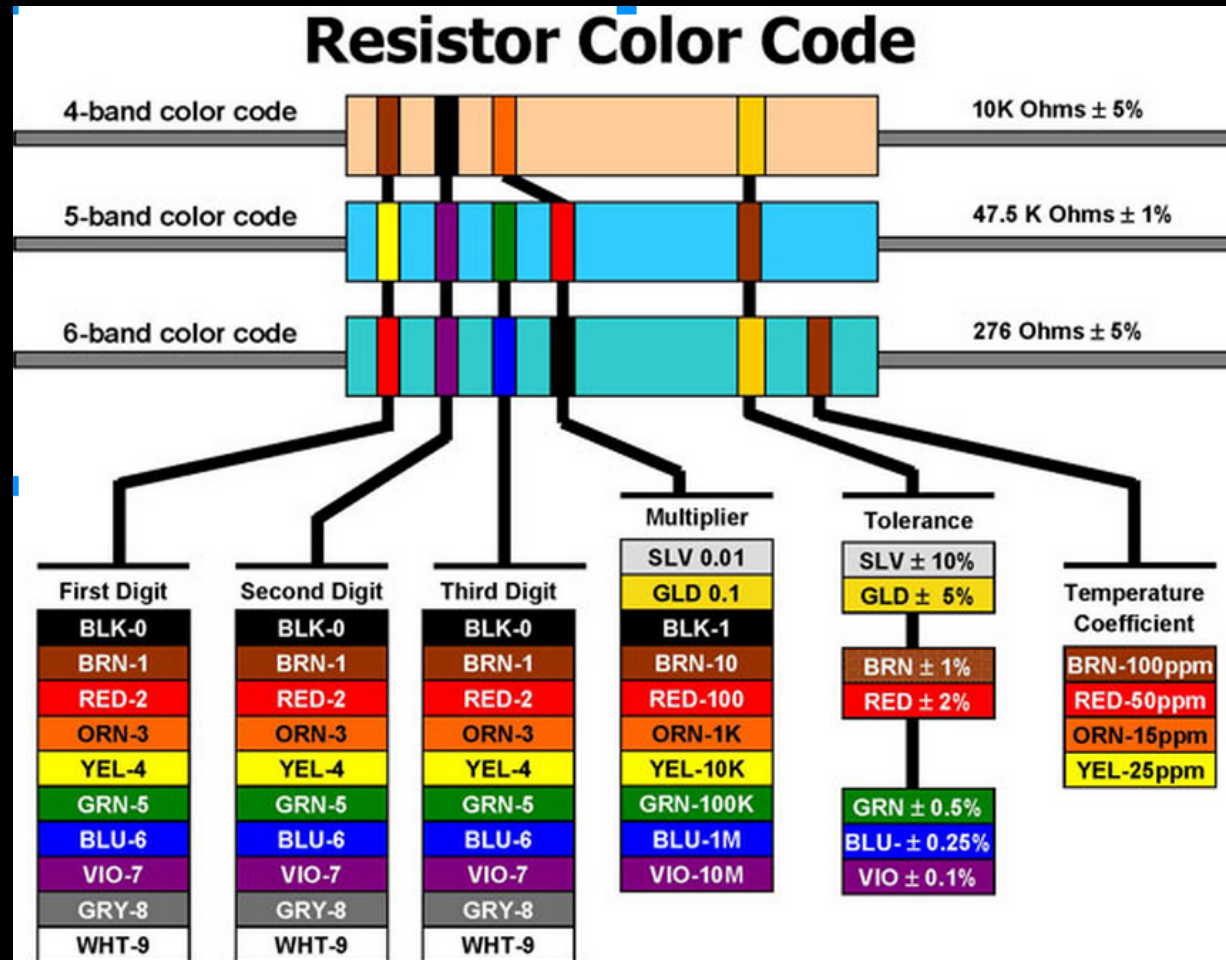 Resistor Color Code
4-band color code
10K Ohms ± 5%
5-band color code
47.5 K Ohms ± 1%
6-band color code
276 Ohms ± 5%
First Digit
BLK-0
BRN-1
RED-2
ORN-3
YEL-4
GRN-5
BLU-6
VIO-7
GRY-8
WHT-9
Second Digit
BLK-0
BRN-1
RED-2
ORN-3
YEL-4
GRN-5
BLU-6
VIO-7
GRY-8
WHT-9
Third Digit
BLK-0
BRN-1
RED-2
ORN-3
YEL-4
GRN-5
BLU-6
VIO-7
GRY-8
WHT-9
Multiplier
SLV 0.01
GLD 0.1
BLK-1
BRN-10
RED-100
ORN-1K
YEL-10K
GRN-100K
BLU-1M
VIO-10M
Tolerance
SLV ± 10%
GLD ± 5%
BRN ± 1%
RED ± 2%
GRN ± 0.5%
BLU- ± 0.25%
VIO ± 0.1%
Temperature
Coefficient
BRN-100ppm
RED-50ppm
ORN-15ppm
YEL-25ppm